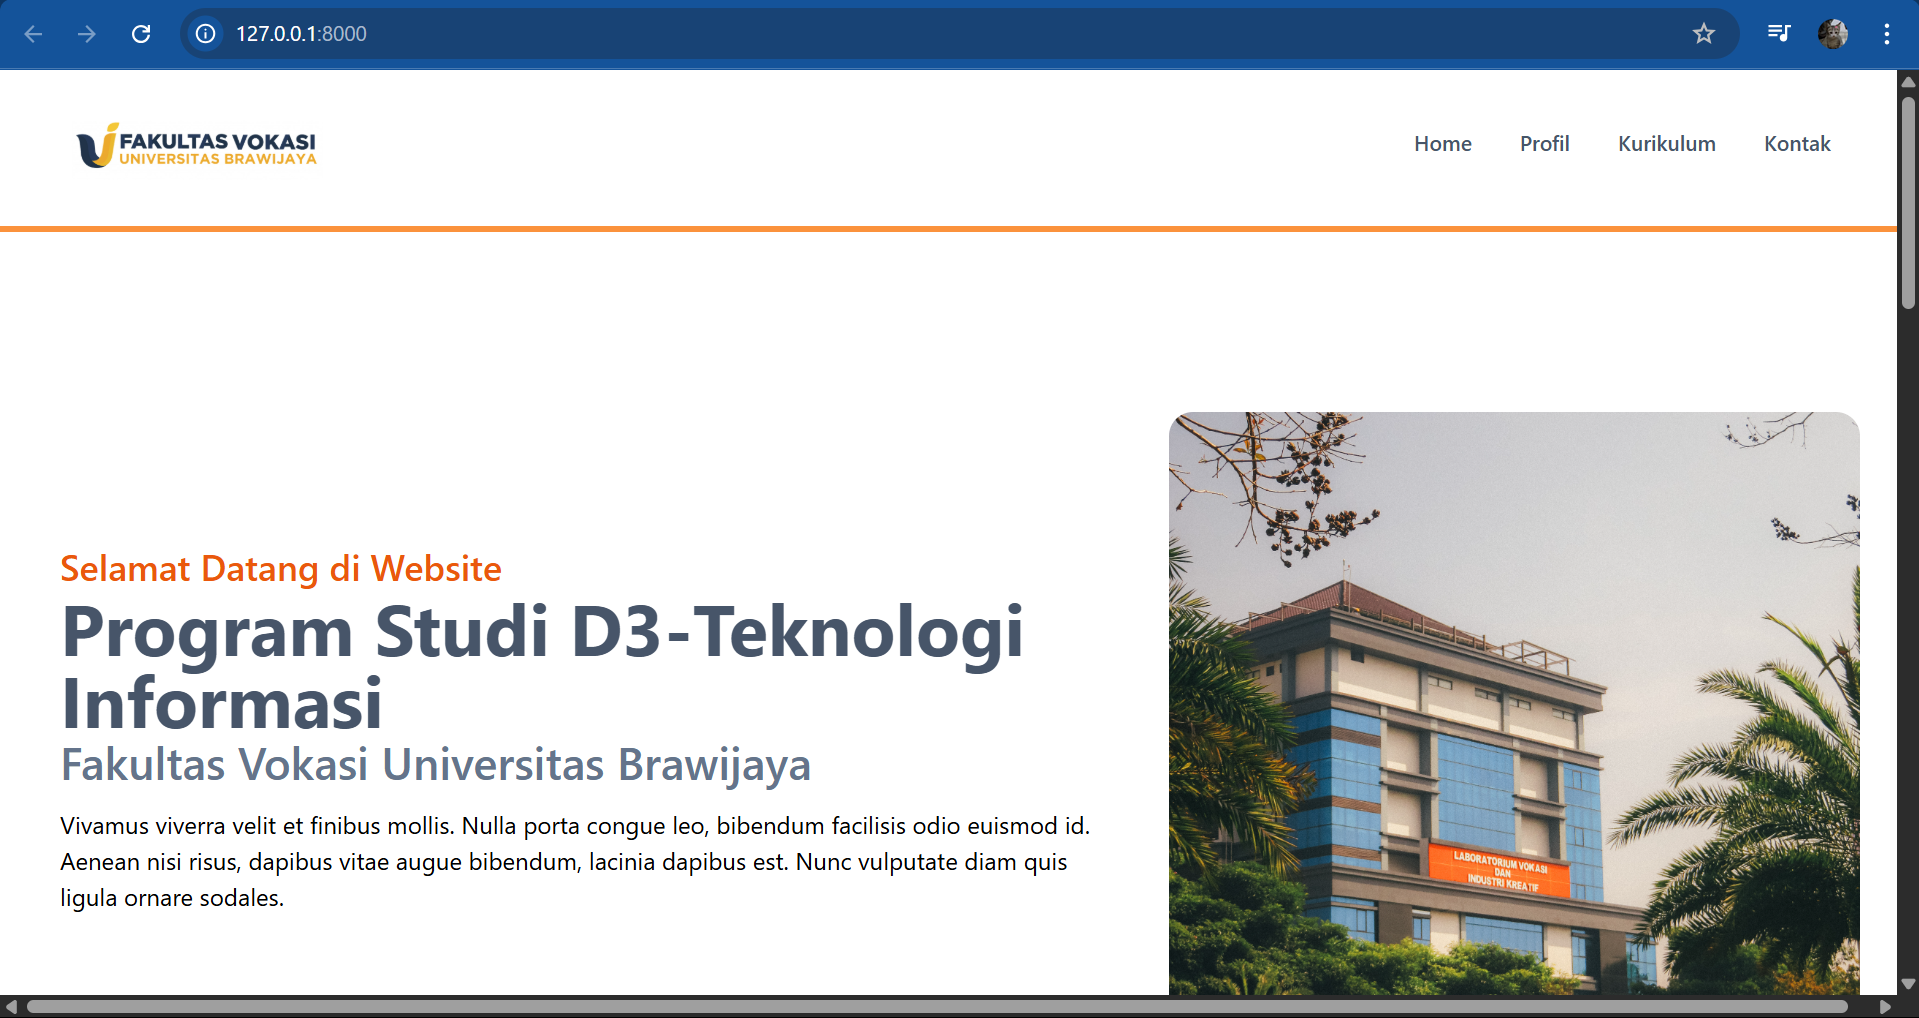 127.0.0.1:8000
FAKULTAS VOKASI
UNIVERSITAS BRAWIJAYA
Home Profil Kurikulum Kontak
Selamat Datang di Website
Program Studi D3-Teknologi
Informasi
Fakultas Vokasi Universitas Brawijaya
Vivamus viverra velit et finibus mollis. Nulla porta congue leo, bibendum facilisis odio euismod id.
Aenean nisi risus, dapibus vitae augue bibendum, lacinia dapibus est. Nunc vulputate diam quis
ligula ornare sodales.
LABORATORIUM VOKASI
DAN
INDUSTRI KREATIF